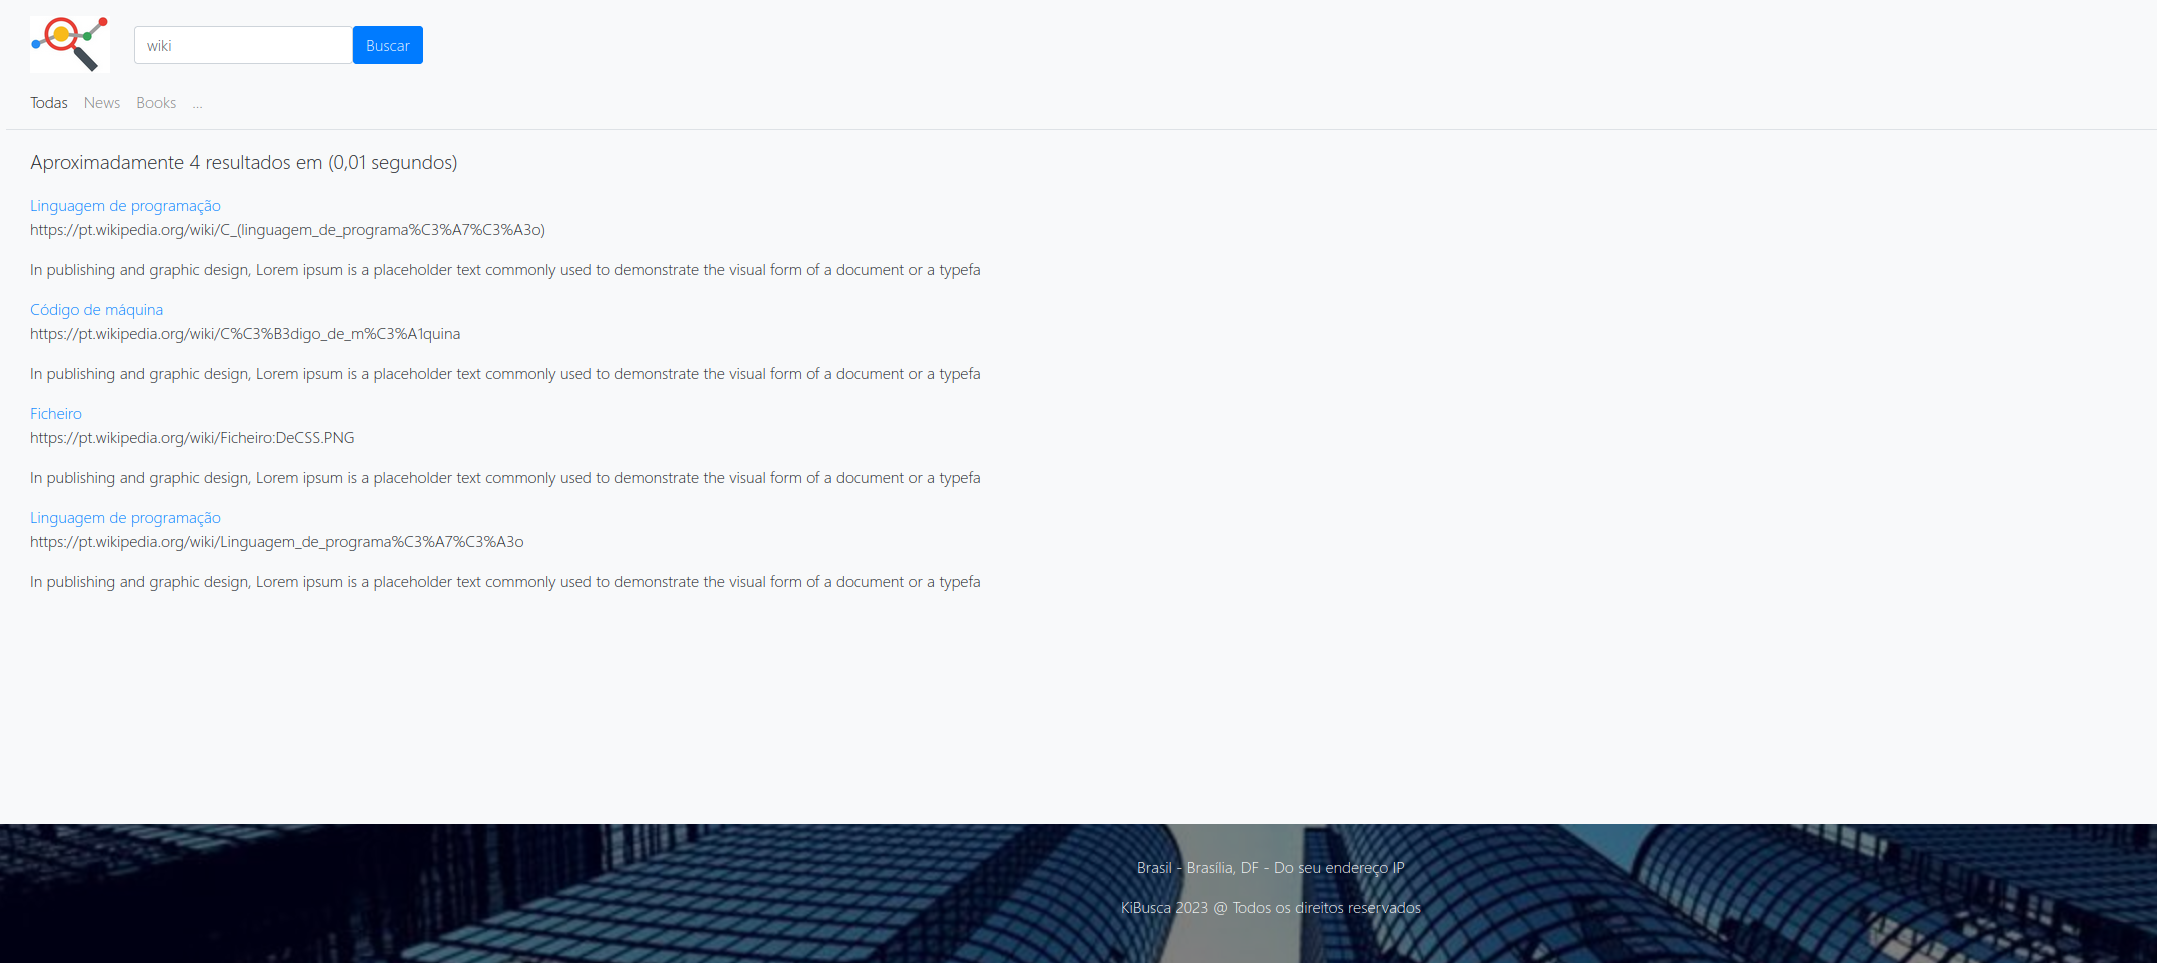 wiki
Buscar
Todas News Books ...
Aproximadamente 4 resultados em (0,01 segundos)
Linguagem de programação
https://pt.wikipedia.org/wiki/C_(linguagem_de_programa%C3%A7%C3%A3o)
In publishing and graphic design, Lorem ipsum is a placeholder text commonly used to demonstrate the visual form of a document or a typefa
Código de máquina
https://pt.wikipedia.org/wiki/C%C3%B3digo_de_m%C3%A1quina
In publishing and graphic design, Lorem ipsum is a placeholder text commonly used to demonstrate the visual form of a document or a typefa
Ficheiro
https://pt.wikipedia.org/wiki/Ficheiro:DeCSS.PNG
In publishing and graphic design, Lorem ipsum is a placeholder text commonly used to demonstrate the visual form of a document or a typefa
Linguagem de programação
https://pt.wikipedia.org/wiki/Linguagem_de_programa%C3%A7%C3%A3o
In publishing and graphic design, Lorem ipsum is a placeholder text commonly used to demonstrate the visual form of a document or a typefa
Brasil - Brasília, DF - Do seu endereço IP
KiBusca 2023 @ Todos os direitos reservados